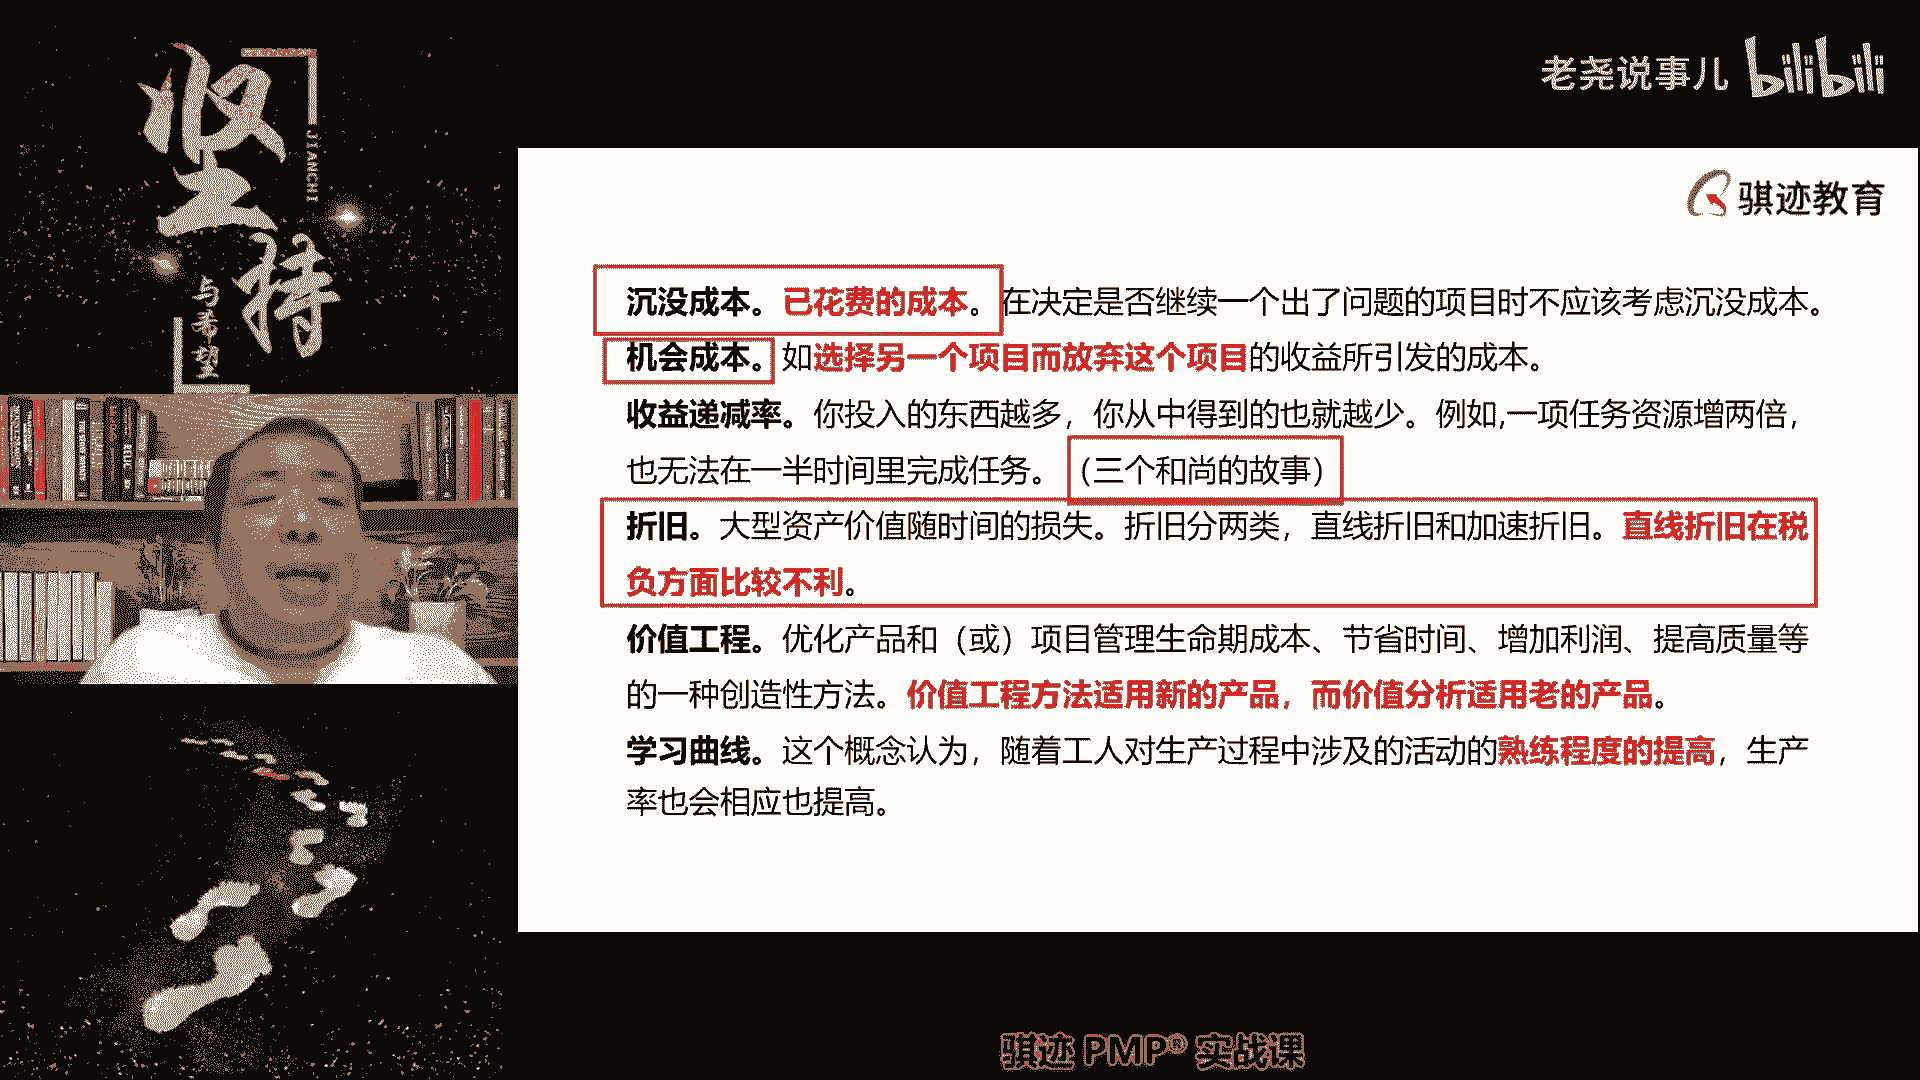 坚持
JIANCHI
与希望
老尧说事儿 bilibili
骐迹教育
沉没成本。已花费的成本。在决定是否继续一个出了问题的项目时不应该考虑沉没成本。
机会成本。如选择另一个项目而放弃这个项目的收益所引发的成本。
收益递减率。你投入的东西越多，你从中得到的也就越少。例如,一项任务资源增两倍，
也无法在一半时间里完成任务。（三个和尚的故事）
折旧。大型资产价值随时间的损失。折旧分两类，直线折旧和加速折旧。直线折旧在税
负方面比较不利。
价值工程。优化产品和（或）项目管理生命期成本、节省时间、增加利润、提高质量等
的一种创造性方法。价值工程方法适用新的产品，而价值分析适用老的产品。
学习曲线。这个概念认为，随着工人对生产过程中涉及的活动的熟练程度的提高，生产
率也会相应也提高。
骐迹 PMP® 实战课